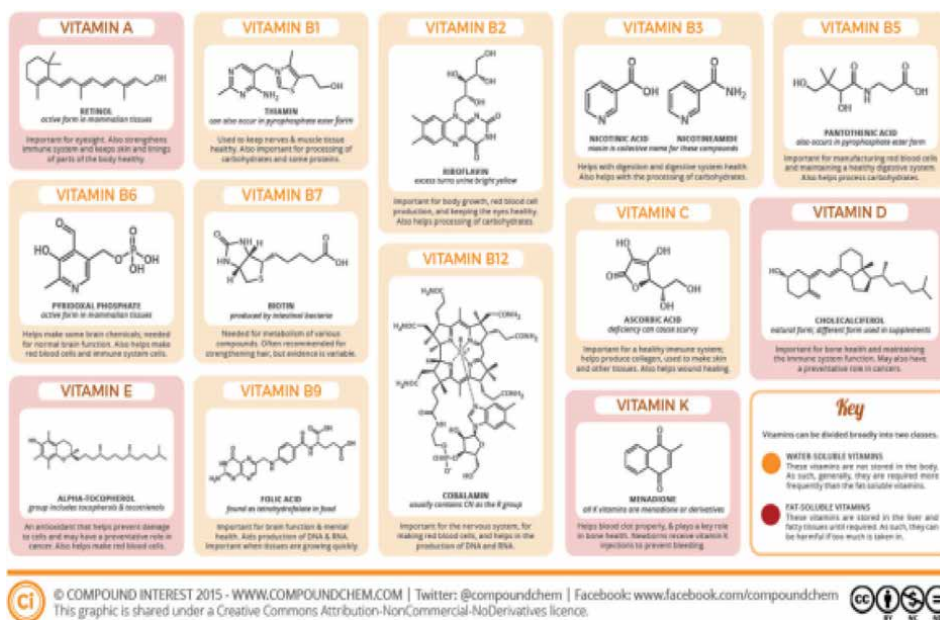 VITAMIN A
RETINOL
active form in mammalian tissues
Important for eyesight. Also strengthens
immune system and keeps skin and linings
of parts of the body healthy.
VITAMIN B1
THIAMIN
can also occur in pyrophosphate ester form
Used to keep nerves & muscle tissue
healthy. Also important for processing of
carbohydrates and some proteins.
VITAMIN B2
RIBOFLAVIN
excess turns urine bright yellow
Important for body growth, red blood cell
production, and keeping the eyes healthy.
Also helps processing of carbohydrates.
VITAMIN B3
NICOTINIC ACID NICOTINEAMIDE
niacin is collective name for these compounds
Helps with digestion and digestive system health.
Also helps with the processing of carbohydrates.
VITAMIN B5
PANTOTHENIC ACID
also occurs in pyrophosphate ester form
Important for manufacturing red blood cells
and maintaining a healthy digestive system.
Also helps process carbohydrates.
VITAMIN B6
PYRIDOXAL PHOSPHATE
active form in mammalian tissues
Helps make some brain chemicals, needed
for normal brain function. Also helps make
red blood cells and immune system cells.
VITAMIN B7
BIOTIN
produced by intestinal bacteria
Needed for metabolism of various
compounds. Often recommended for
strengthening hair, but evidence is variable.
VITAMIN B12
COBALAMIN
usually contains CN as the R group
Important for the nervous system, for
making red blood cells, and helps in the
production of DNA and RNA.
VITAMIN C
ASCORBIC ACID
deficiency can cause scurvy
Important for a healthy immune system;
helps produce collagen, used to make skin
and other tissues. Also helps wound healing.
VITAMIN D
CHOLECALCIFEROL
natural form; different form used in supplements
Important for bone health and maintaining
the immune system function. May also have
a preventative role in cancers.
VITAMIN E
ALPHA-TOCOPHEROL
group includes tocopherols & tocotrienols
An antioxidant that helps prevent damage
to cells and may have a preventative role in
cancer. Also helps make red blood cells.
VITAMIN B9
FOLIC ACID
found as tetrahydrofolate in food
Important for brain function & mental
health. Aids production of DNA & RNA.
Important when tissues are growing quickly.
VITAMIN K
MENADIONE
all K vitamins are menadione or derivatives
Helps blood clot properly, & plays a key role
in bone health. Newborns receive vitamin K
injections to prevent bleeding.
Key
Vitamins can be divided broadly into two classes.
WATER-SOLUBLE VITAMINS
These vitamins are not stored in the body.
As such, generally, they are required more
frequently than the fat-soluble vitamins.
FAT-SOLUBLE VITAMINS
These vitamins are stored in the liver and
fatty tissues until required. As such, they can
be harmful if too much is taken in.
Ci
© COMPOUND INTEREST 2015 - WWW.COMPOUNDCHEM.COM | Twitter: @compoundchem | Facebook: www.facebook.com/compoundchem
This graphic is shared under a Creative Commons Attribution-NonCommercial-NoDerivatives licence.
cc
BY NC